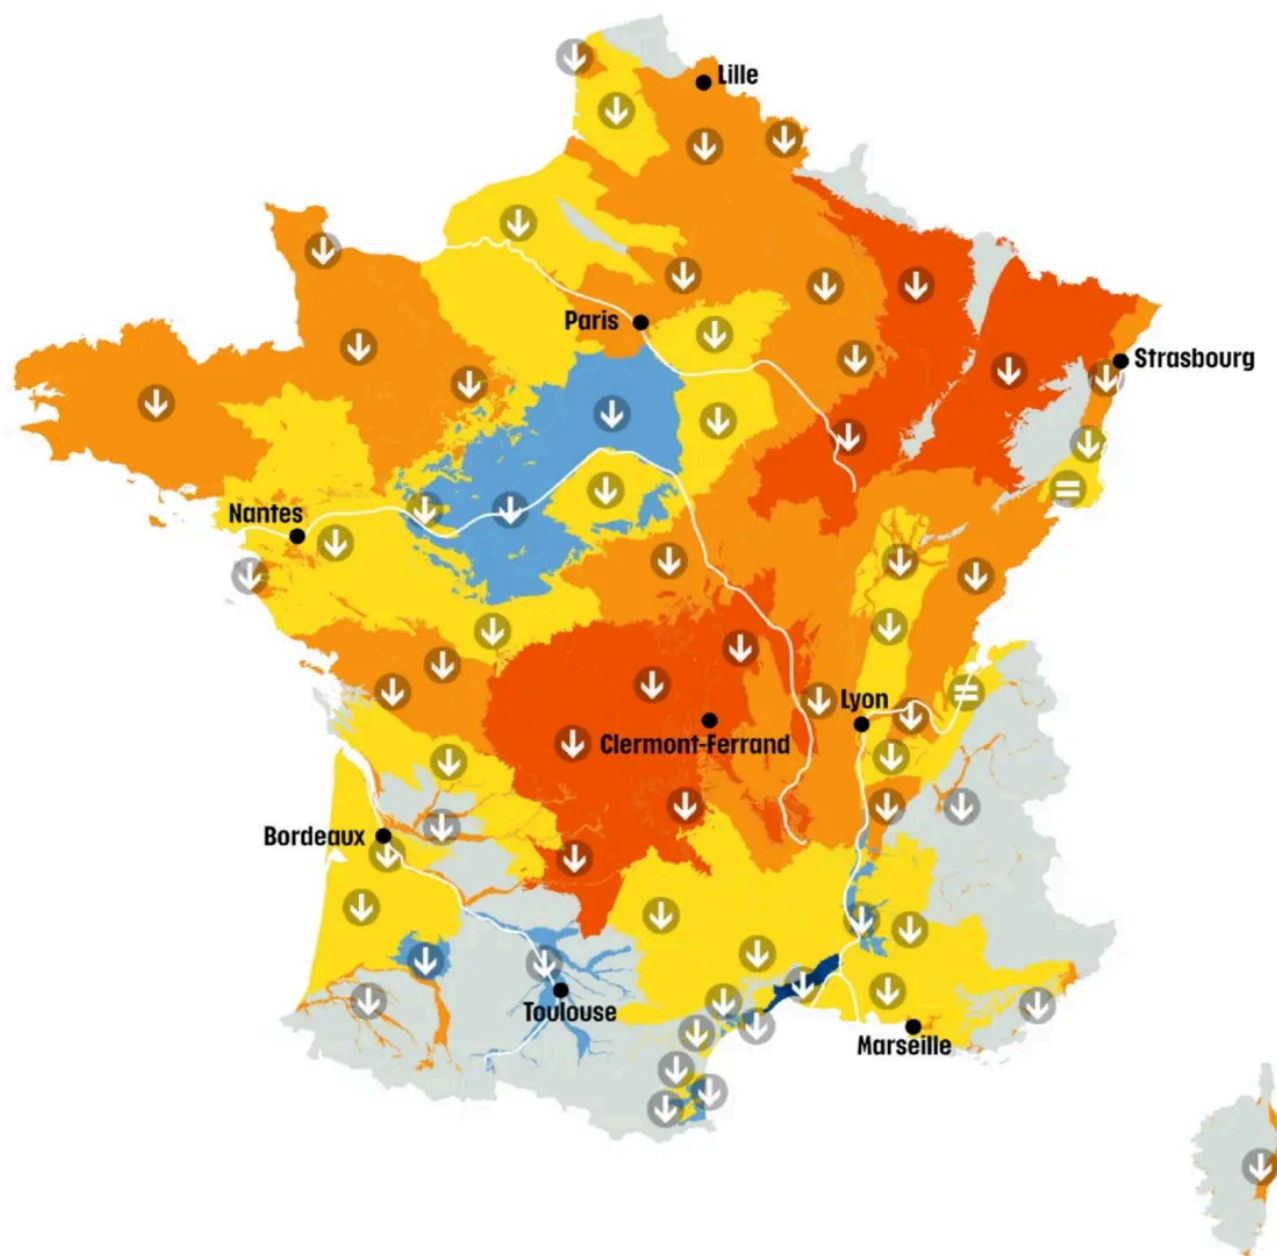 Lille
Paris
Strasbourg
Nantes
Lyon
Clermont-Ferrand
Bordeaux
Toulouse
Marseille